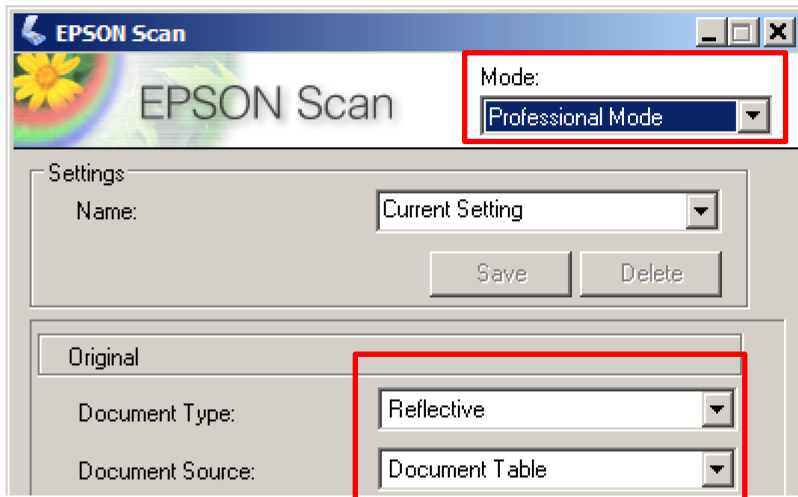 EPSON Scan
EPSON Scan
Mode:
Professional Mode
Settings
Name:
Current Setting
Save
Delete
Original
Document Type:
Reflective
Document Source:
Document Table